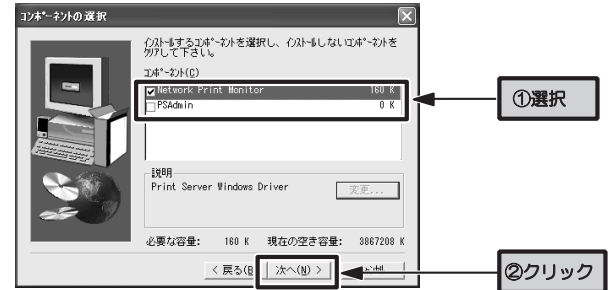 コンポーネントの選択
インストールするコンポーネントを選択し、インストールしないコンポーネントを
クリアして下さい。
コンポーネント(C)
Network Print Monitor 160 K
PSAdmin 0 K
①選択
説明
Print Server Windows Driver
変更...
必要な容量: 160 K 現在の空き容量: 3867208 K
< 戻る(B 次へ(N) >
②クリック